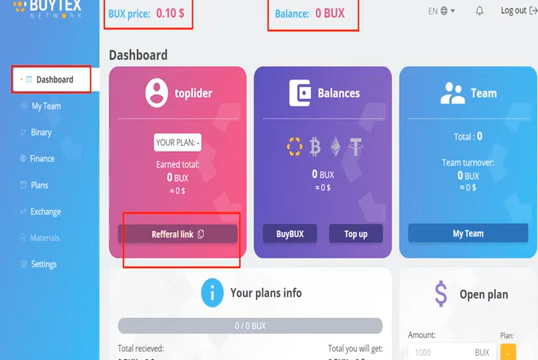 BUYTEX
NETWORK
BUX price: 0.10 $
Balance: 0 BUX
EN
Log out
Dashboard
Dashboard
My Team
Binary
Finance
Plans
Exchange
Materials
Settings
toplider
YOUR PLAN: -
Earned total:
0 BUX
≈ 0 $
Refferal link
Balances
0 BUX
≈ 0 $
BuyBUX
Top up
Team
Total : 0
Team turnover:
0 BUX
≈ 0 $
My Team
Your plans info
0 / 0 BUX
Total recieved:
Total you will get:
Open plan
Amount:
Plan:
1000
BUX
-